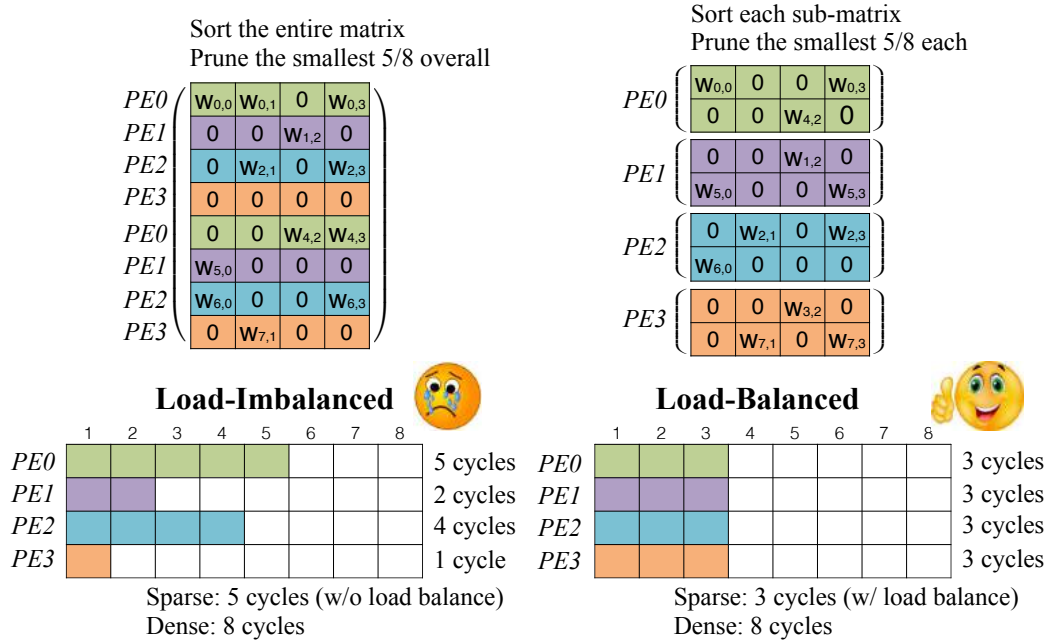 Sort the entire matrix
Prune the smallest 5/8 overall
PE0 w0,0 w0,1 0 w0,3
PE1 0 0 w1,2 0
PE2 0 w2,1 0 w2,3
PE3 0 0 0 0
PE0 0 0 w4,2 w4,3
PE1 w5,0 0 0 0
PE2 w6,0 0 0 w6,3
PE3 0 w7,1 0 0
Load-Imbalanced
1 2 3 4 5 6 7 8
PE0 5 cycles
PE1 2 cycles
PE2 4 cycles
PE3 1 cycle
Sparse: 5 cycles (w/o load balance)
Dense: 8 cycles
Sort each sub-matrix
Prune the smallest 5/8 each
PE0
w0,0 0 0 w0,3
0 0 w4,2 0
PE1
0 0 w1,2 0
w5,0 0 0 w5,3
PE2
0 w2,1 0 w2,3
w6,0 0 0 0
PE3
0 0 w3,2 0
0 w7,1 0 w7,3
Load-Balanced
1 2 3 4 5 6 7 8
PE0 3 cycles
PE1 3 cycles
PE2 3 cycles
PE3 3 cycles
Sparse: 3 cycles (w/ load balance)
Dense: 8 cycles